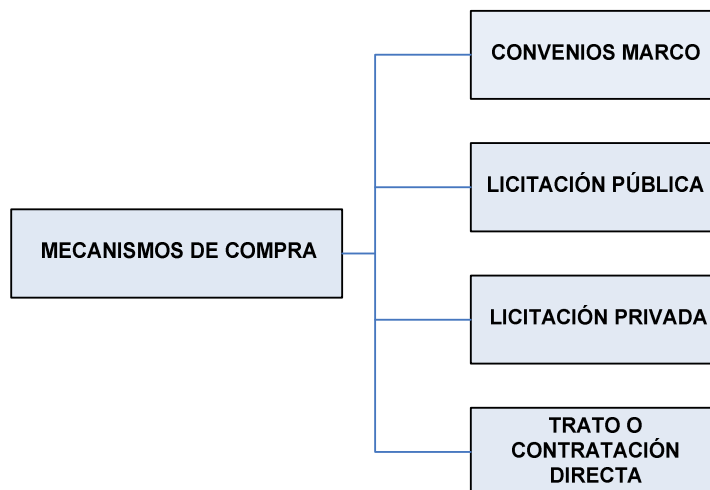 CONVENIOS MARCO
LICITACIÓN PÚBLICA
MECANISMOS DE COMPRA
LICITACIÓN PRIVADA
TRATO O
CONTRATACIÓN
DIRECTA